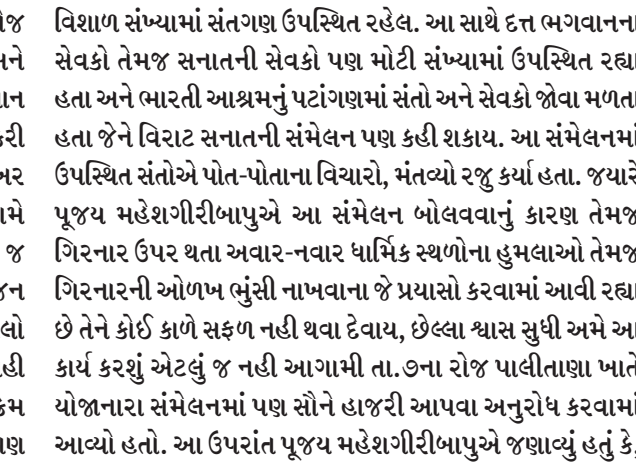 વિશાળ સંખ્યામાં સંતગણ ઉપસ્થિત રહેલ. આ સાથે દત્ત ભગવાનના
સેવકો તેમજ સનાતની સેવકો પણ મોટી સંખ્યામાં ઉપસ્થિત રહ્યા
હતા અને ભારતી આશ્રમનું પટાંગણમાં સંતો અને સેવકો જોવા મળતા
હતા જેને વિરાટ સનાતની સંમેલન પણ કહી શકાય. આ સંમેલનમાં
ઉપસ્થિત સંતોએ પોત-પોતાના વિચારો, મંતવ્યો રજુ કર્યા હતા. જયારે
પૂજય મહેશગીરીબાપુએ આ સંમેલન બોલવવાનું કારણ તેમજ
ગિરનાર ઉપર થતા અવાર-નવાર ધાર્મિક સ્થળોના હુમલાઓ તેમજ
ગિરનારની ઓળખ ભુંસી નાખવાના જે પ્રયાસો કરવામાં આવી રહ્યા
છે તેને કોઈ કાળે સફળ નહી થવા દેવાય, છેલ્લા શ્વાસ સુધી અમે આ
કાર્ય કરશું એટલું જ નહી આગામી તા.૭ના રોજ પાલીતાણા ખાતે
યોજાનારા સંમેલનમાં પણ સૌને હાજરી આપવા અનુરોધ કરવામાં
આવ્યો હતો. આ ઉપરાંત પૂજય મહેશગીરીબાપુએ જણાવ્યું હતું કે,